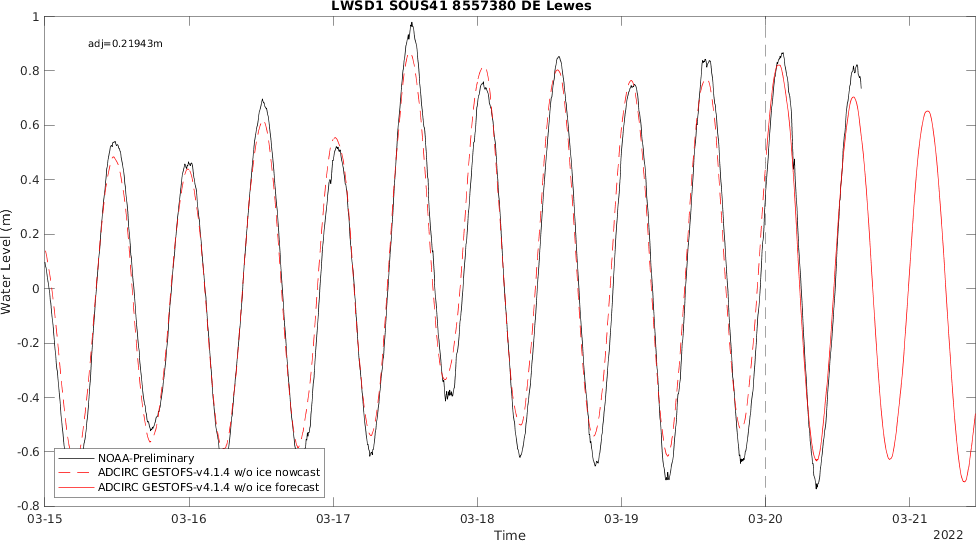 LWSD1 SOUS41 8557380 DE Lewes
adj=0.21943m
1
0.8
0.6
0.4
0.2
0
-0.2
-0.4
-0.6
-0.8
Water Level (m)
NOAA-Preliminary
ADCIRC GESTOFS-v4.1.4 w/o ice nowcast
ADCIRC GESTOFS-v4.1.4 w/o ice forecast
03-15 03-16 03-17 03-18 03-19 03-20 03-21
Time
2022